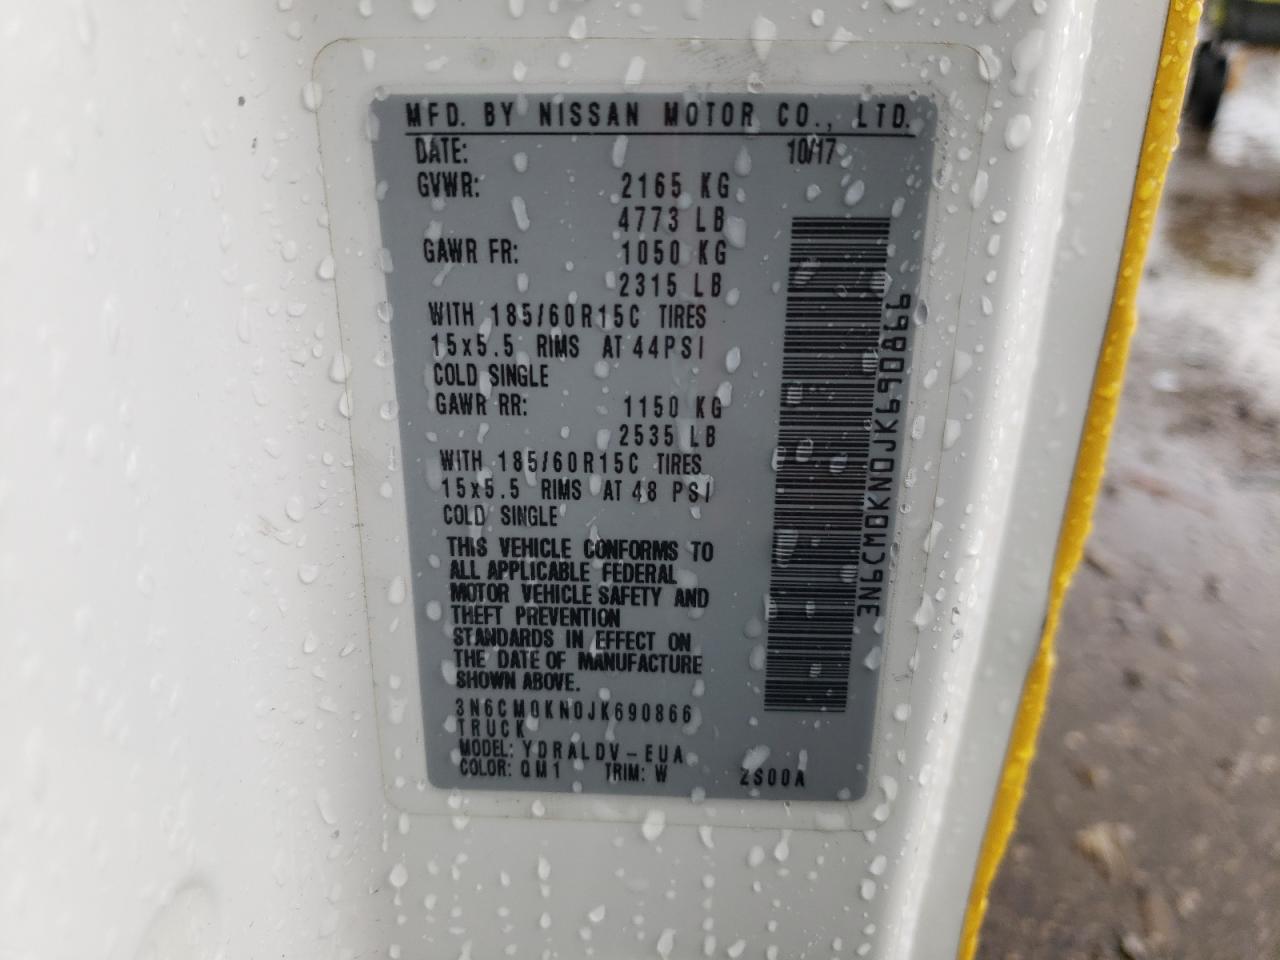 MFD. BY NISSAN MOTOR CO., LTD.
DATE: 10/17
GVWR: 2165 KG
4773 LB
GAWR FR: 1050 KG
2315 LB
WITH 185/60R15C TIRES
15x5.5 RIMS AT 44PSI
COLD SINGLE
GAWR RR: 1150 KG
2535 LB
WITH 185/60R15C TIRES
15x5.5 RIMS AT 48 PSI
COLD SINGLE
THIS VEHICLE CONFORMS TO
ALL APPLICABLE FEDERAL
MOTOR VEHICLE SAFETY AND
THEFT PREVENTION
STANDARDS IN EFFECT ON
THE DATE OF MANUFACTURE
SHOWN ABOVE.
3N6CM0KN0JK690866
TRUCK
MODEL: YDRALDV-EUA
COLOR: QM1 TRIM: W 2S00A
3N6CM0KN0JK690866